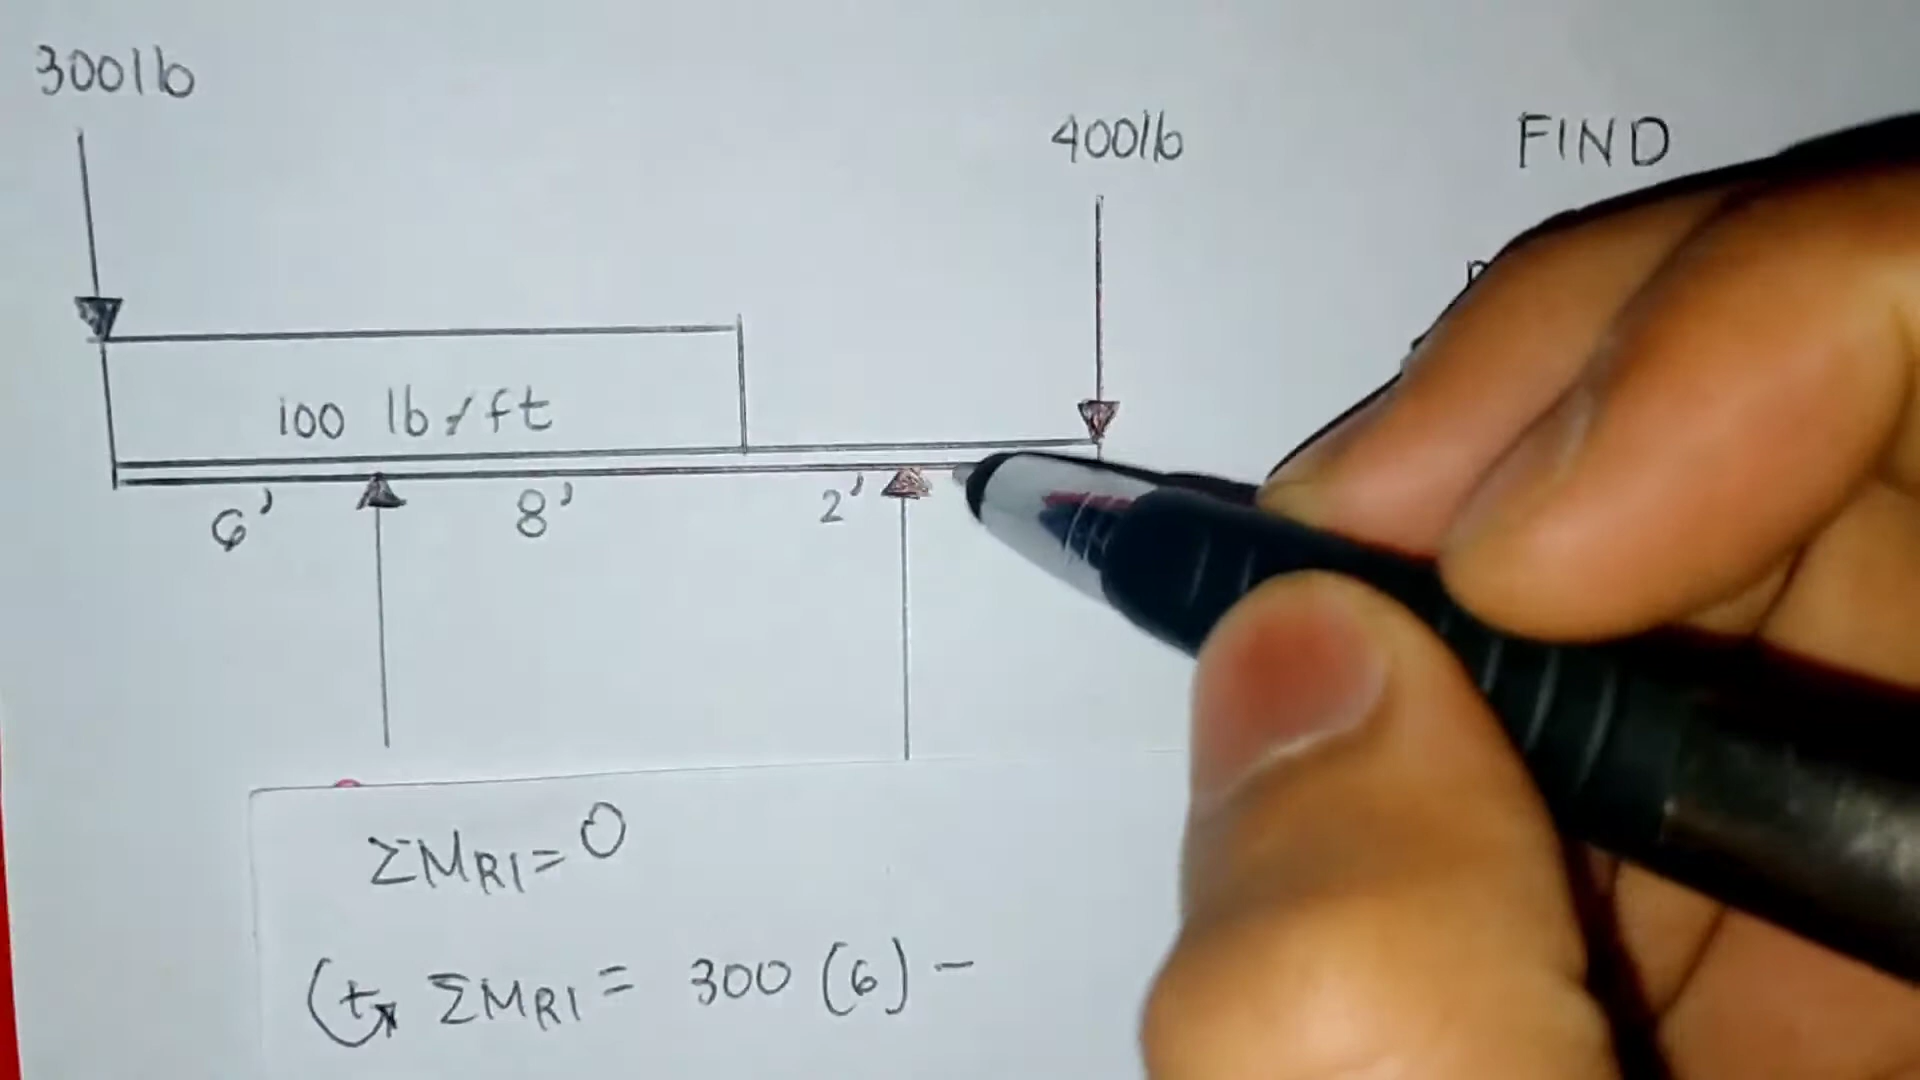 300lb
400lb
FIND
100 lb/ft
6' 8' 2'
ΣMR1=0
+ ΣMR1 = 300 (6) -